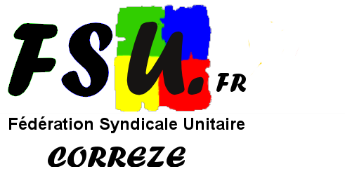 FSU.FR
Fédération Syndicale Unitaire
CORREZE